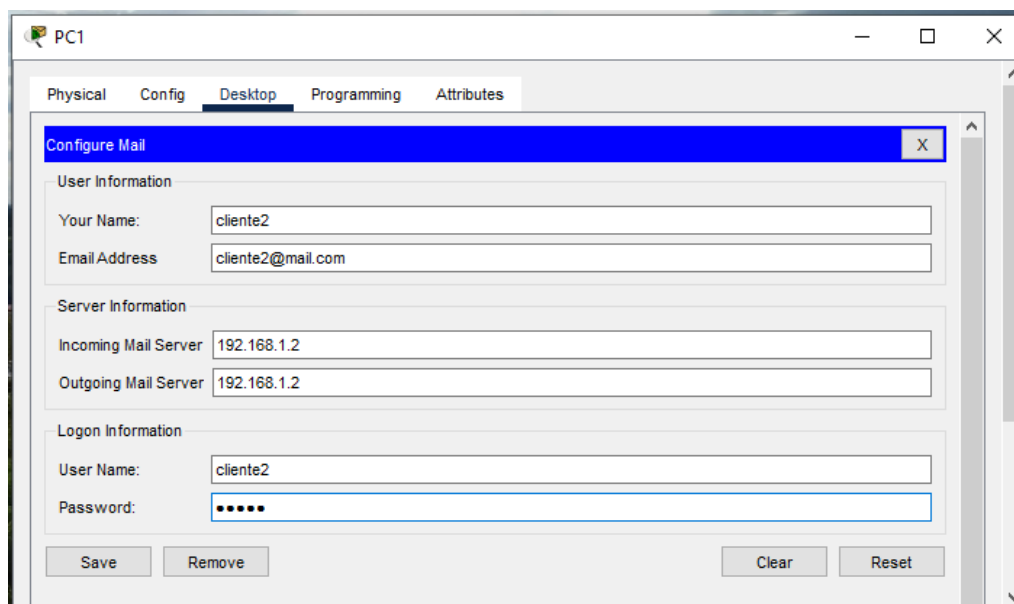 PC1
Physical Config Desktop Programming Attributes
Configure Mail X
User Information
Your Name: cliente2
Email Address cliente2@mail.com
Server Information
Incoming Mail Server 192.168.1.2
Outgoing Mail Server 192.168.1.2
Logon Information
User Name: cliente2
Password: •••••
Save Remove Clear Reset